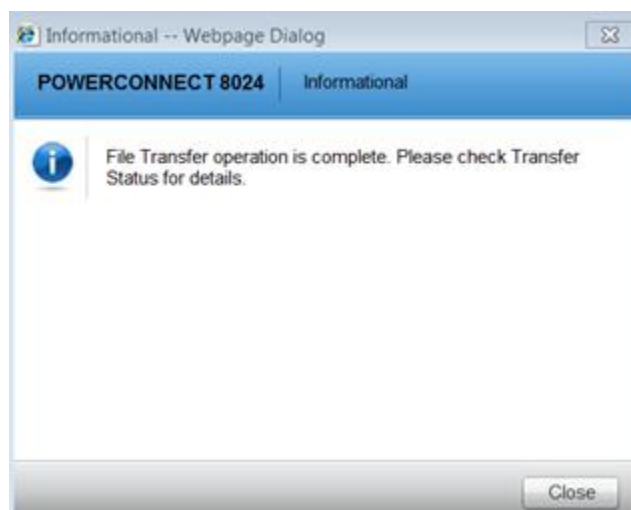 Informational -- Webpage Dialog
POWERCONNECT 8024 Informational
File Transfer operation is complete. Please check Transfer
Status for details.
Close